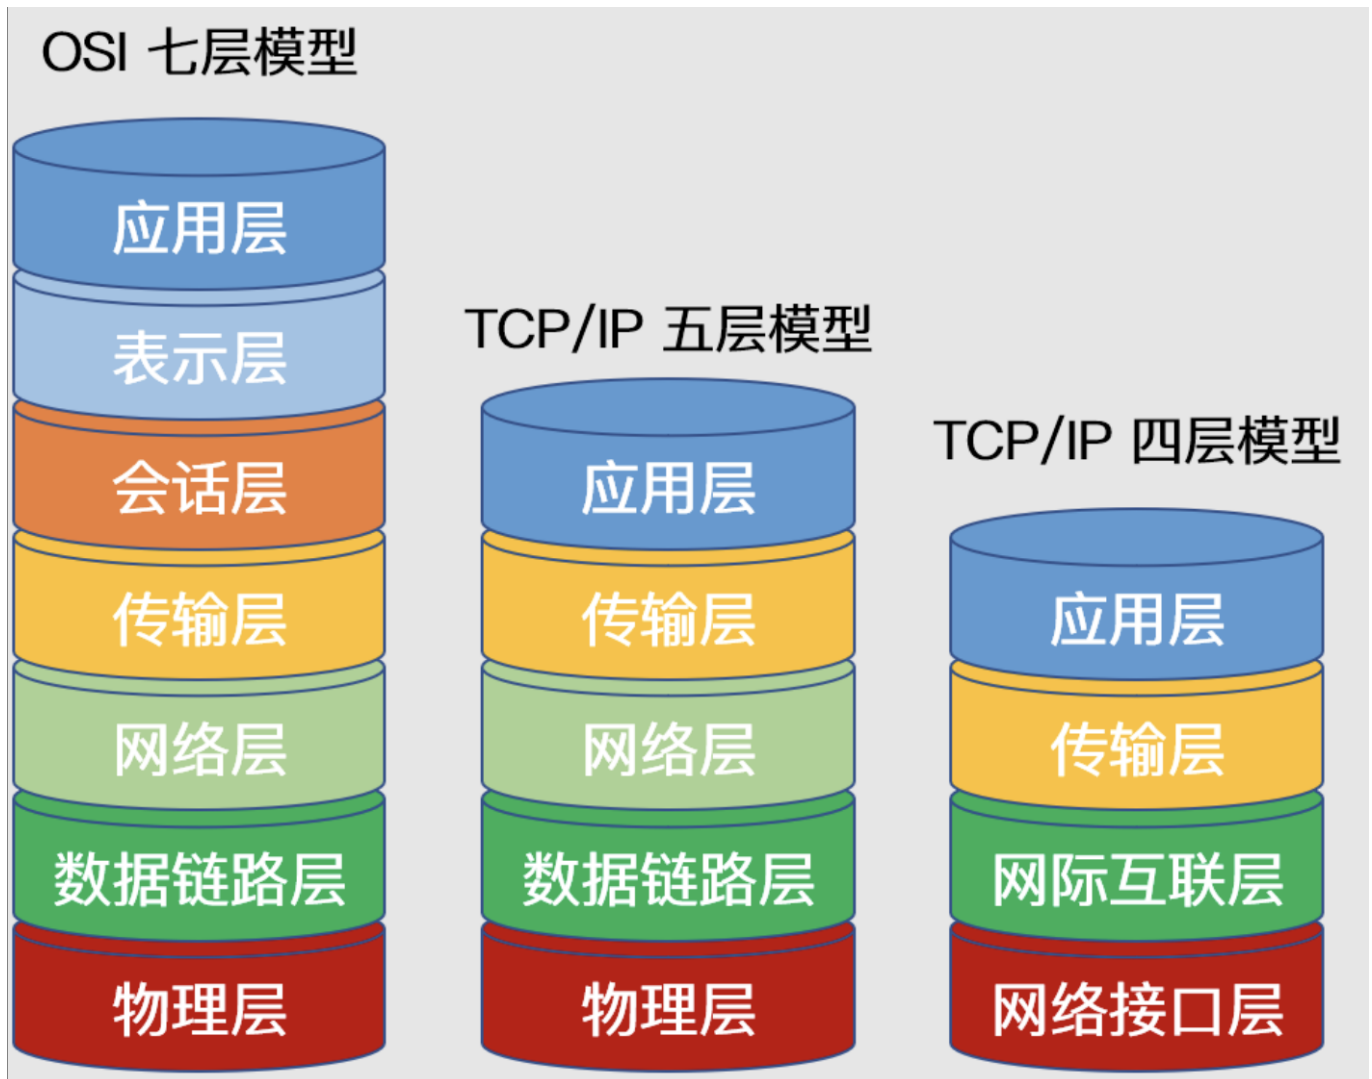 OSI 七层模型
应用层
表示层
会话层
传输层
网络层
数据链路层
物理层
TCP/IP 五层模型
应用层
传输层
网络层
数据链路层
物理层
TCP/IP 四层模型
应用层
传输层
网际互联层
网络接口层